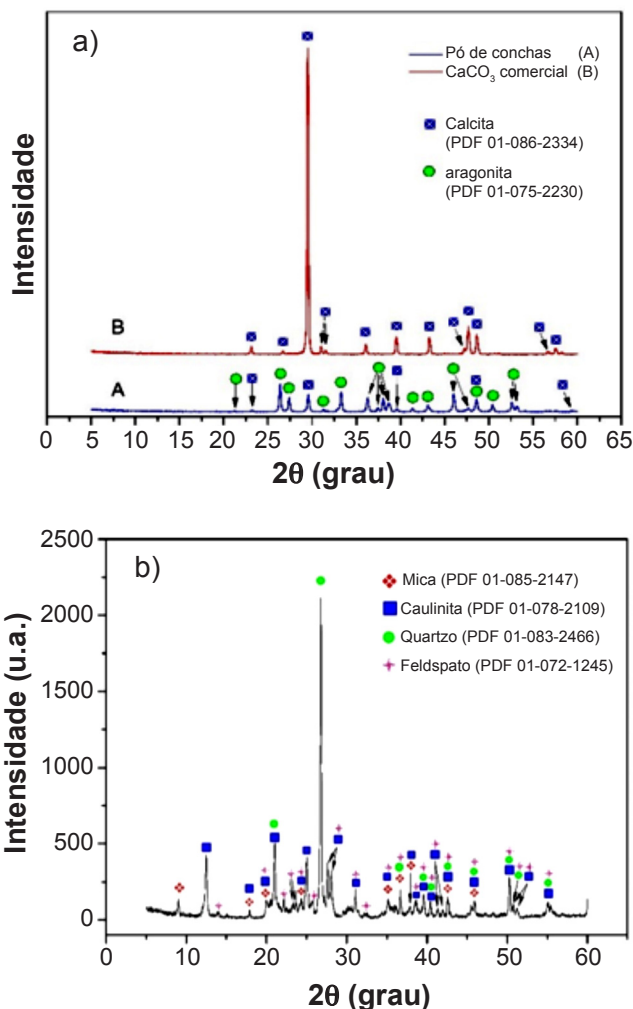 a)
Pó de conchas (A)
CaCO₃ comercial (B)
Calcita
(PDF 01-086-2334)
aragonita
(PDF 01-075-2230)
Intensidade
B
A
0 5 10 15 20 25 30 35 40 45 50 55 60 65
2θ (grau)
b)
Mica (PDF 01-085-2147)
Caulinita (PDF 01-078-2109)
Quartzo (PDF 01-083-2466)
Feldspato (PDF 01-072-1245)
Intensidade (u.a.)
2500
2000
1500
1000
500
0
0 10 20 30 40 50 60
2θ (grau)